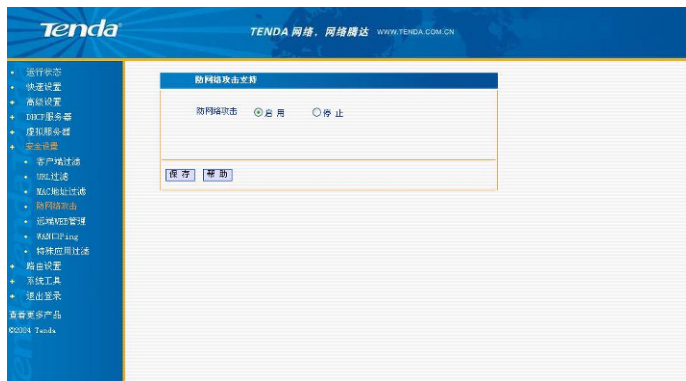 Tenda
TENDA 网络，网络腾达 WWW.TENDA.COM.CN
运行状态
快速设置
高级设置
DHCP服务器
虚拟服务器
安全设置
客户端过滤
URL过滤
MAC地址过滤
防网络攻击
远端WEB管理
WAN口Ping
特殊应用过滤
路由设置
系统工具
退出登录
查看更多产品
©2004 Tenda
防网络攻击支持
防网络攻击 启用 停止
保存 帮助